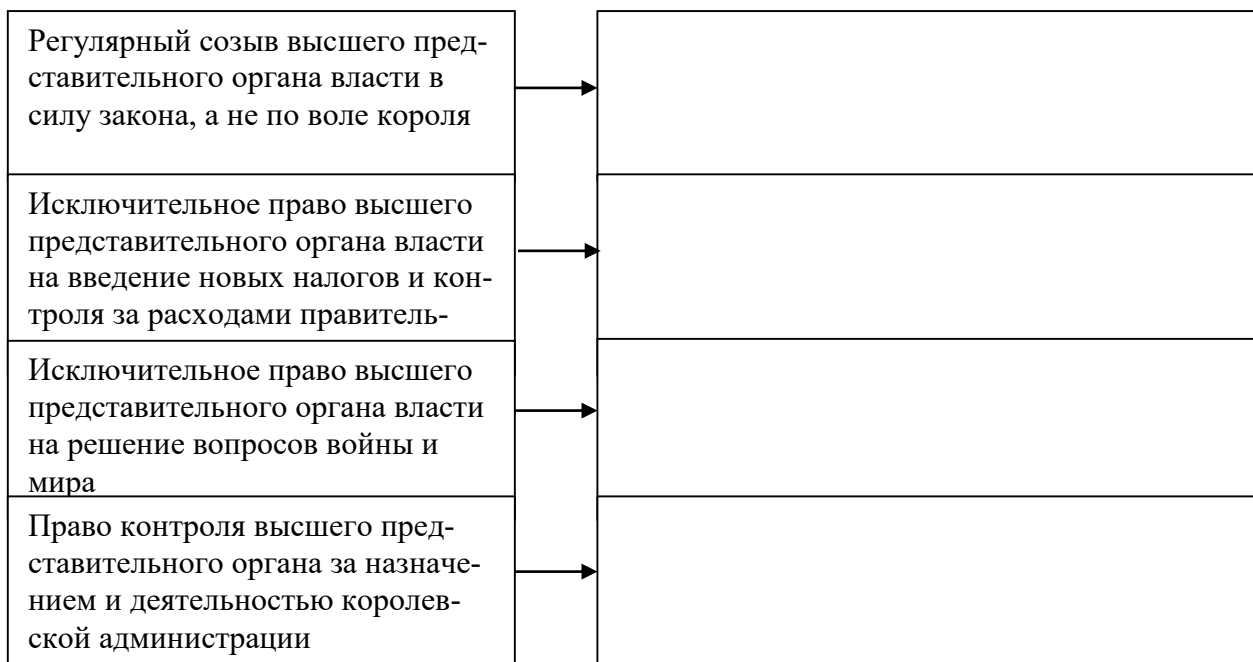 Регулярный созыв высшего пред-
ставительного органа власти в
силу закона, а не по воле короля
Исключительное право высшего
представительного органа власти
на введение новых налогов и кон-
троля за расходами правитель-
Исключительное право высшего
представительного органа власти
на решение вопросов войны и
мира
Право контроля высшего пред-
ставительного органа за назначе-
нием и деятельностью королев-
ской администрации